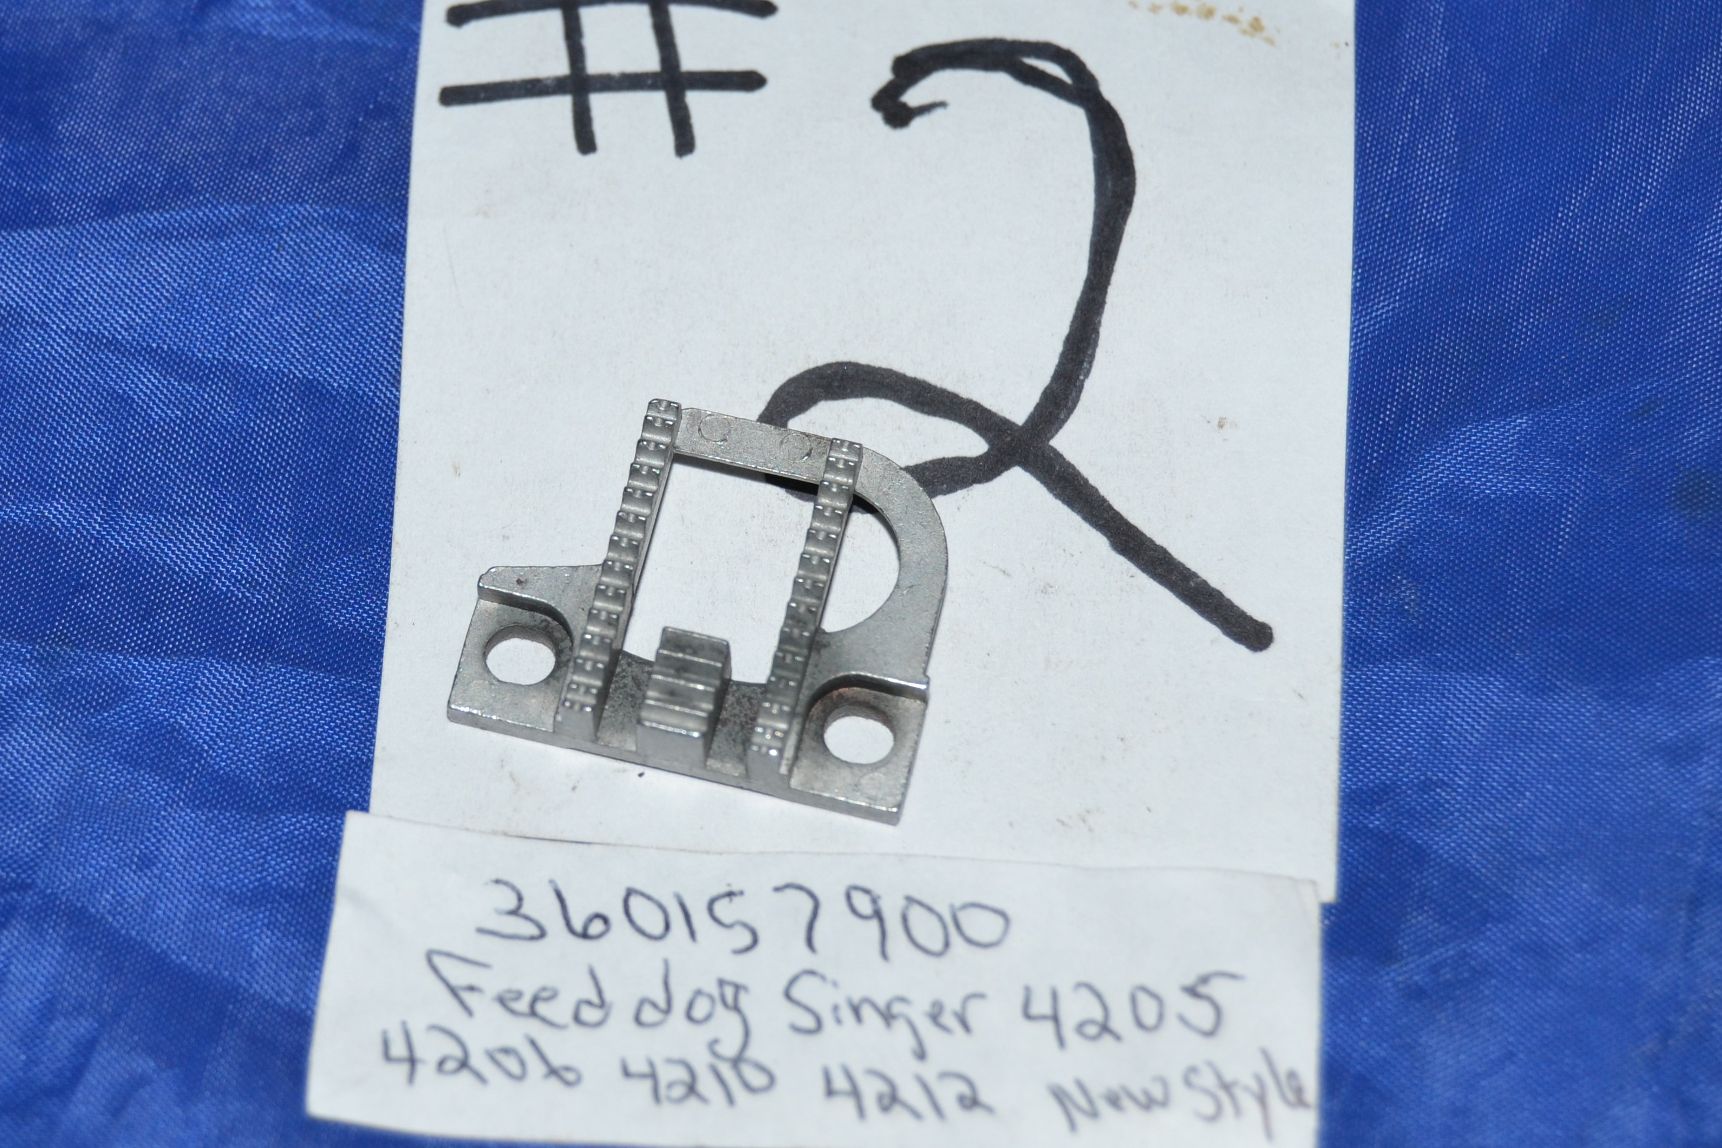 #2
360157900
Feed dog Singer 4205
4206 4210 4212 New Style